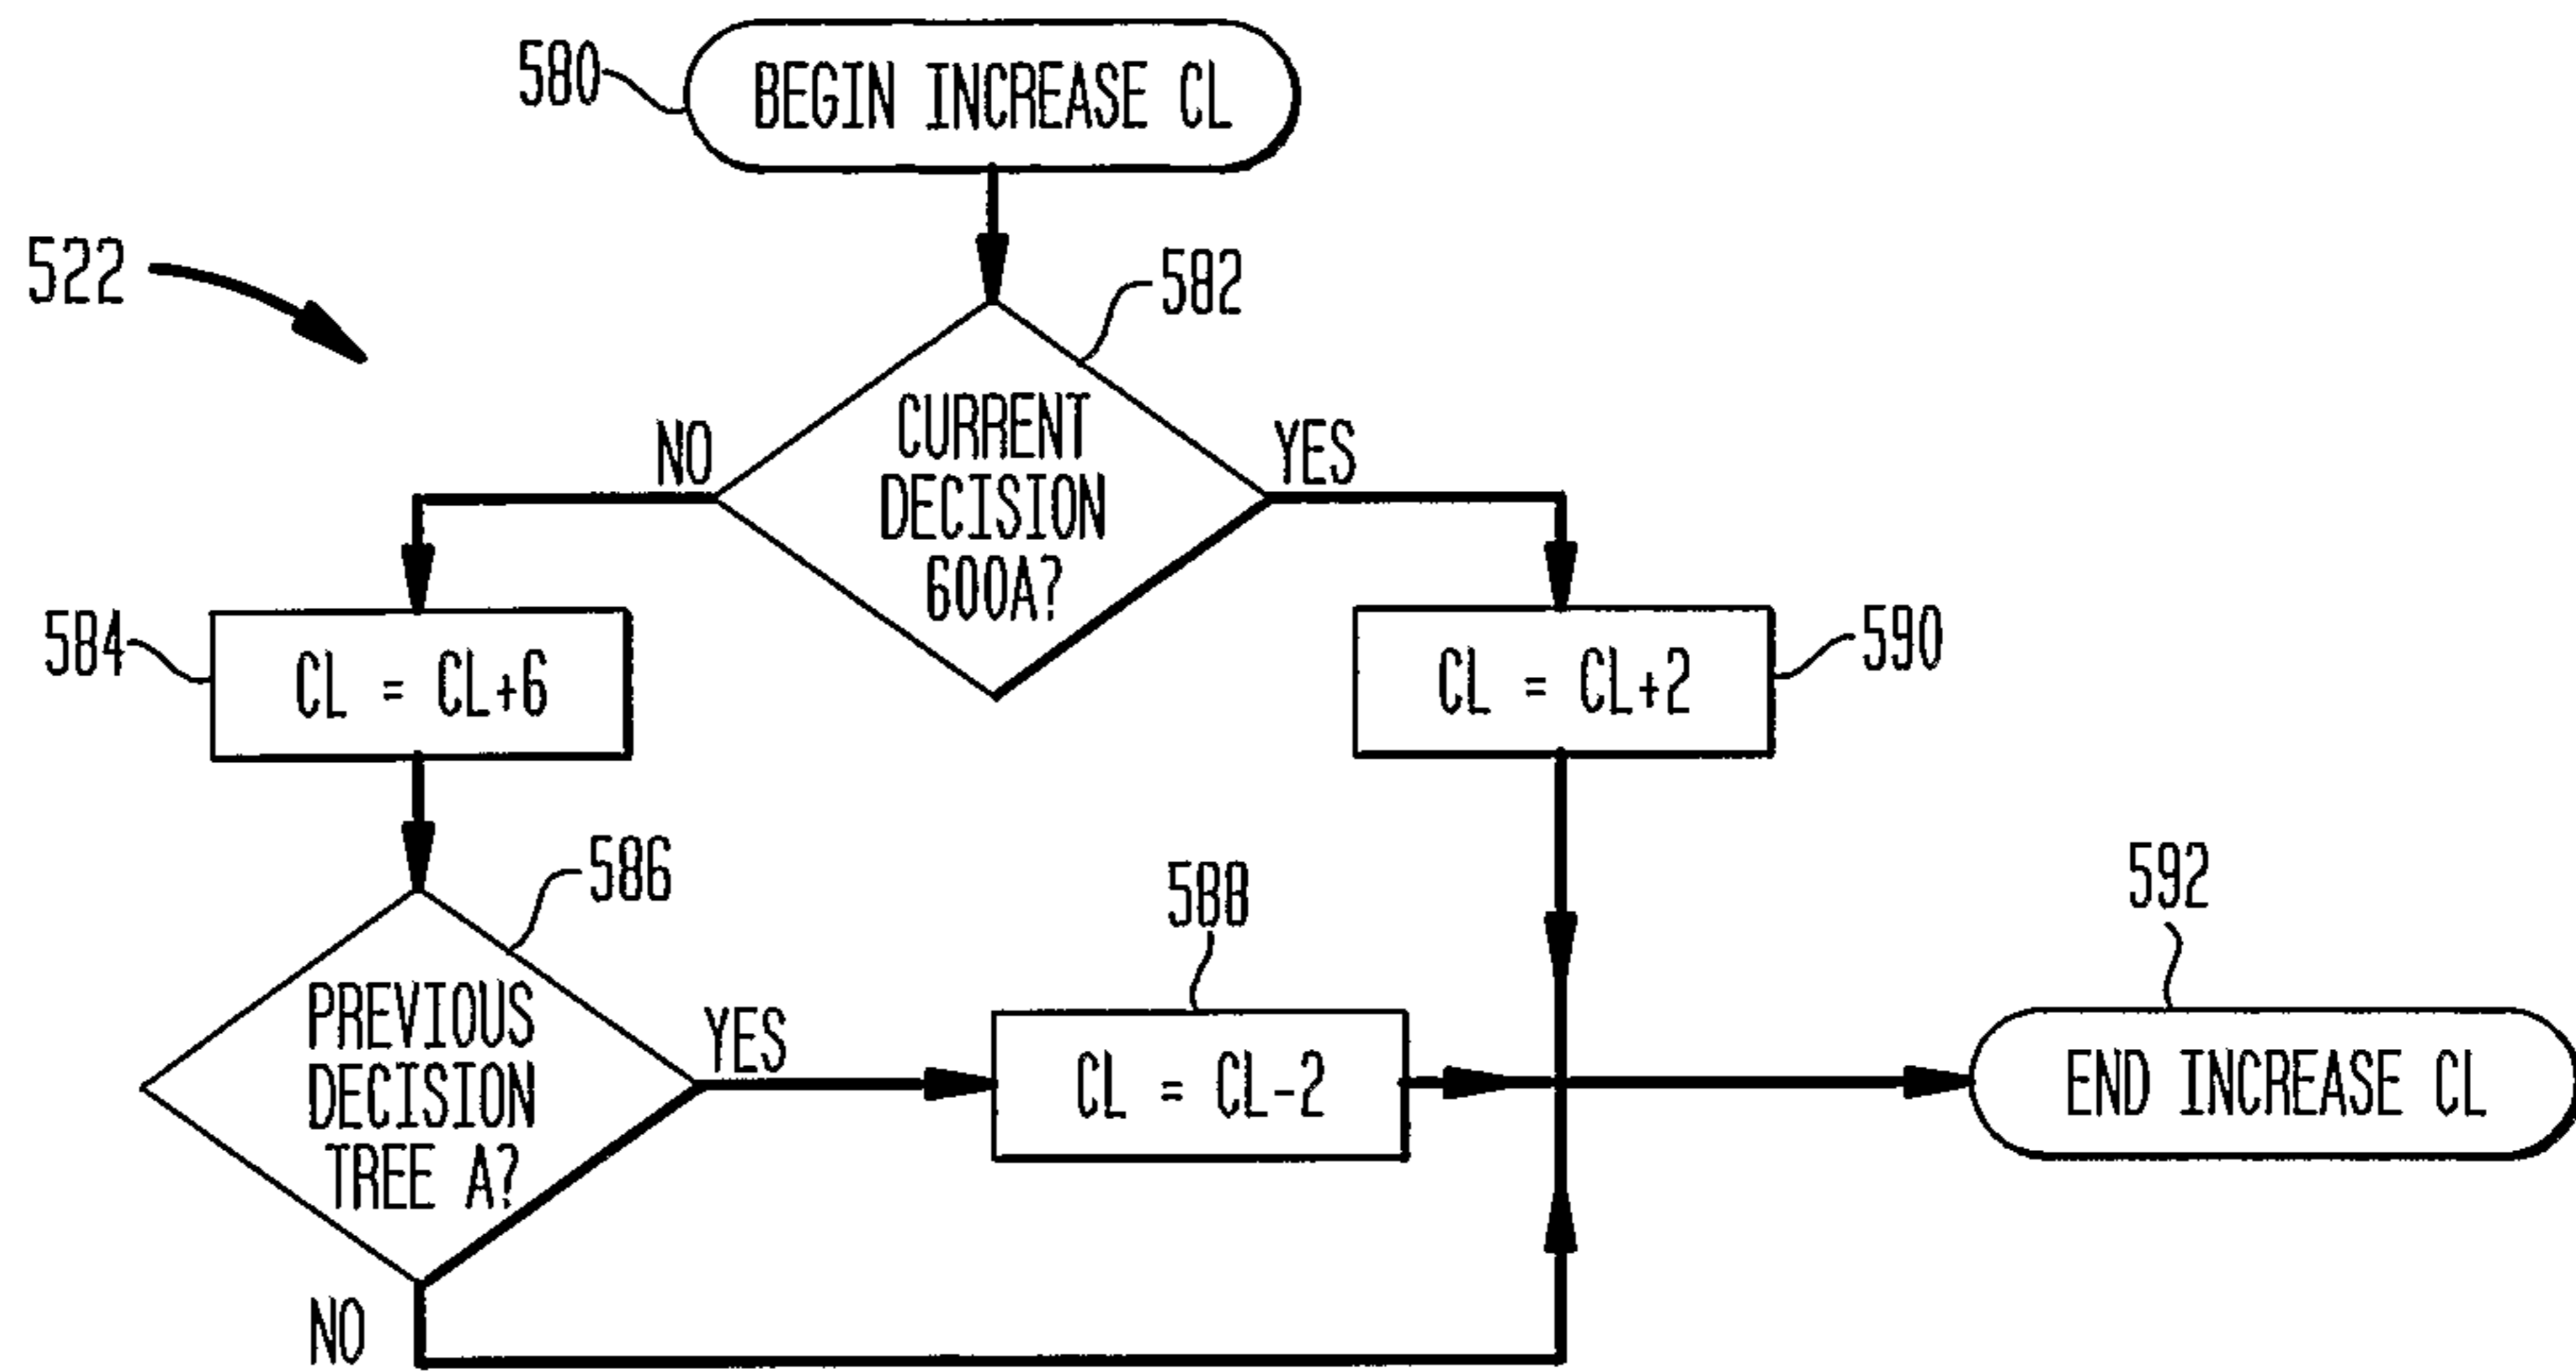 580
BEGIN INCREASE CL
522
582
CURRENT
DECISION
600A?
NO
YES
584
CL = CL+6
CL = CL+2
590
586
PREVIOUS
DECISION
TREE A?
YES
NO
588
CL = CL-2
592
END INCREASE CL